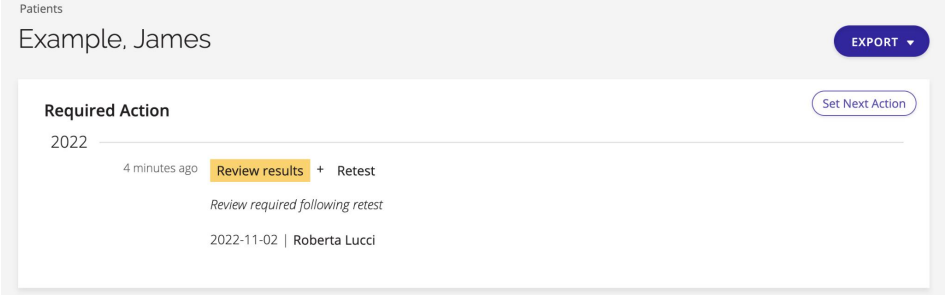 Patients
Example, James
EXPORT
Required Action
Set Next Action
2022
4 minutes ago Review results + Retest
Review required following retest
2022-11-02 | Roberta Lucci